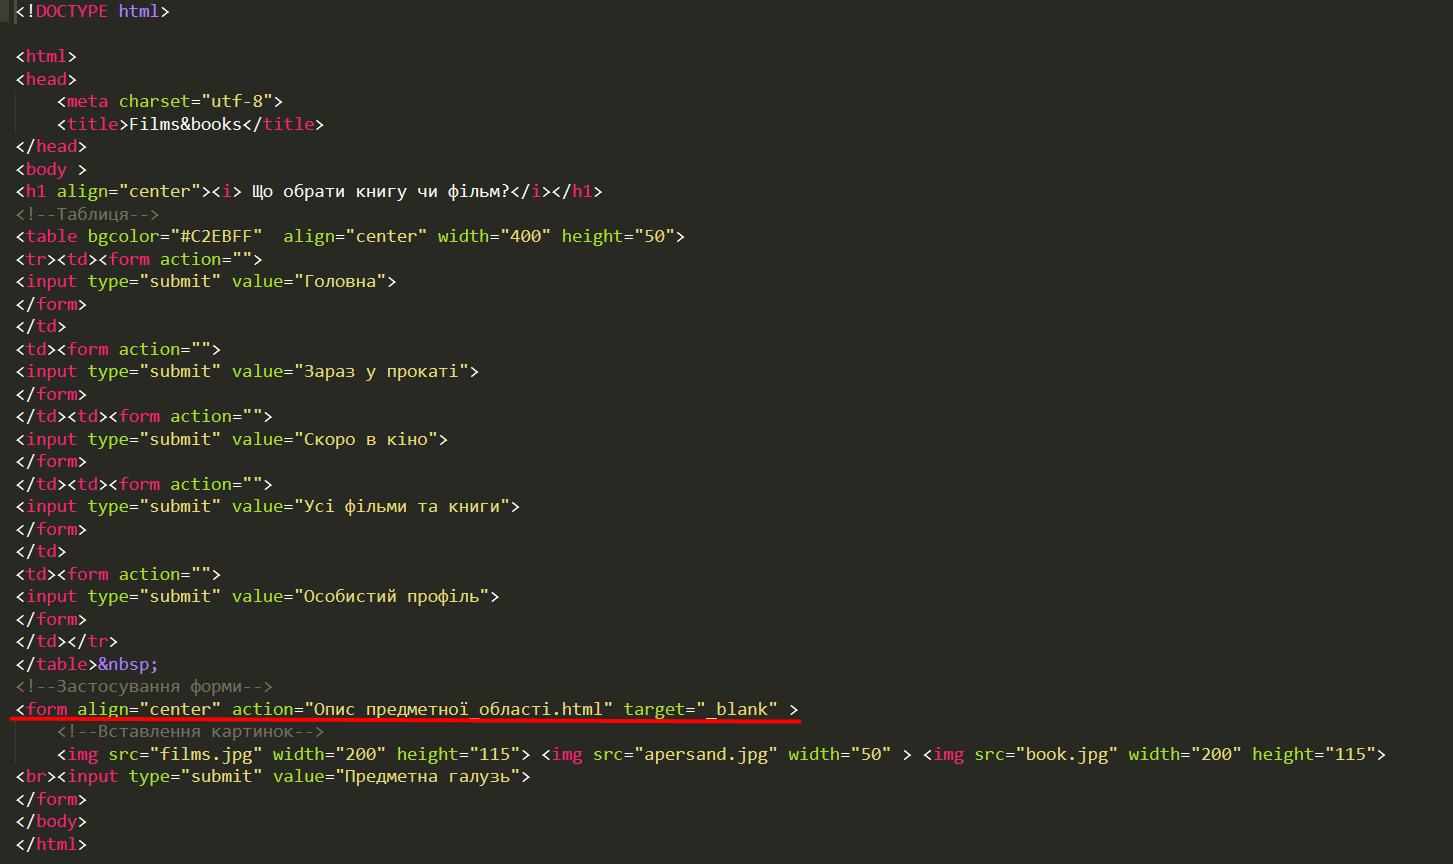 <!DOCTYPE html>
<html>
<head>
<meta charset="utf-8">
<title>Films&books</title>
</head>
<body >
<h1 align="center"><i> Що обрати книгу чи фільм?</i></h1>
<!--Таблиця-->
<table bgcolor="#C2EBFF"  align="center" width="400" height="50">
<tr><td><form action="">
<input type="submit" value="Головна">
</form>
</td>
<td><form action="">
<input type="submit" value="Зараз у прокаті">
</form>
</td><td><form action="">
<input type="submit" value="Скоро в кіно">
</form>
</td><td><form action="">
<input type="submit" value="Усі фільми та книги">
</form>
</td>
<td><form action="">
<input type="submit" value="Особистий профіль">
</form>
</td></tr>
</table>&nbsp;
<!--Застосування форми-->
<form align="center" action="Опис предметної_області.html" target="_blank" >
<!--Вставлення картинок-->
<img src="films.jpg" width="200" height="115"> <img src="apersand.jpg" width="50" > <img src="book.jpg" width="200" height="115">
<br><input type="submit" value="Предметна галузь">
</form>
</body>
</html>